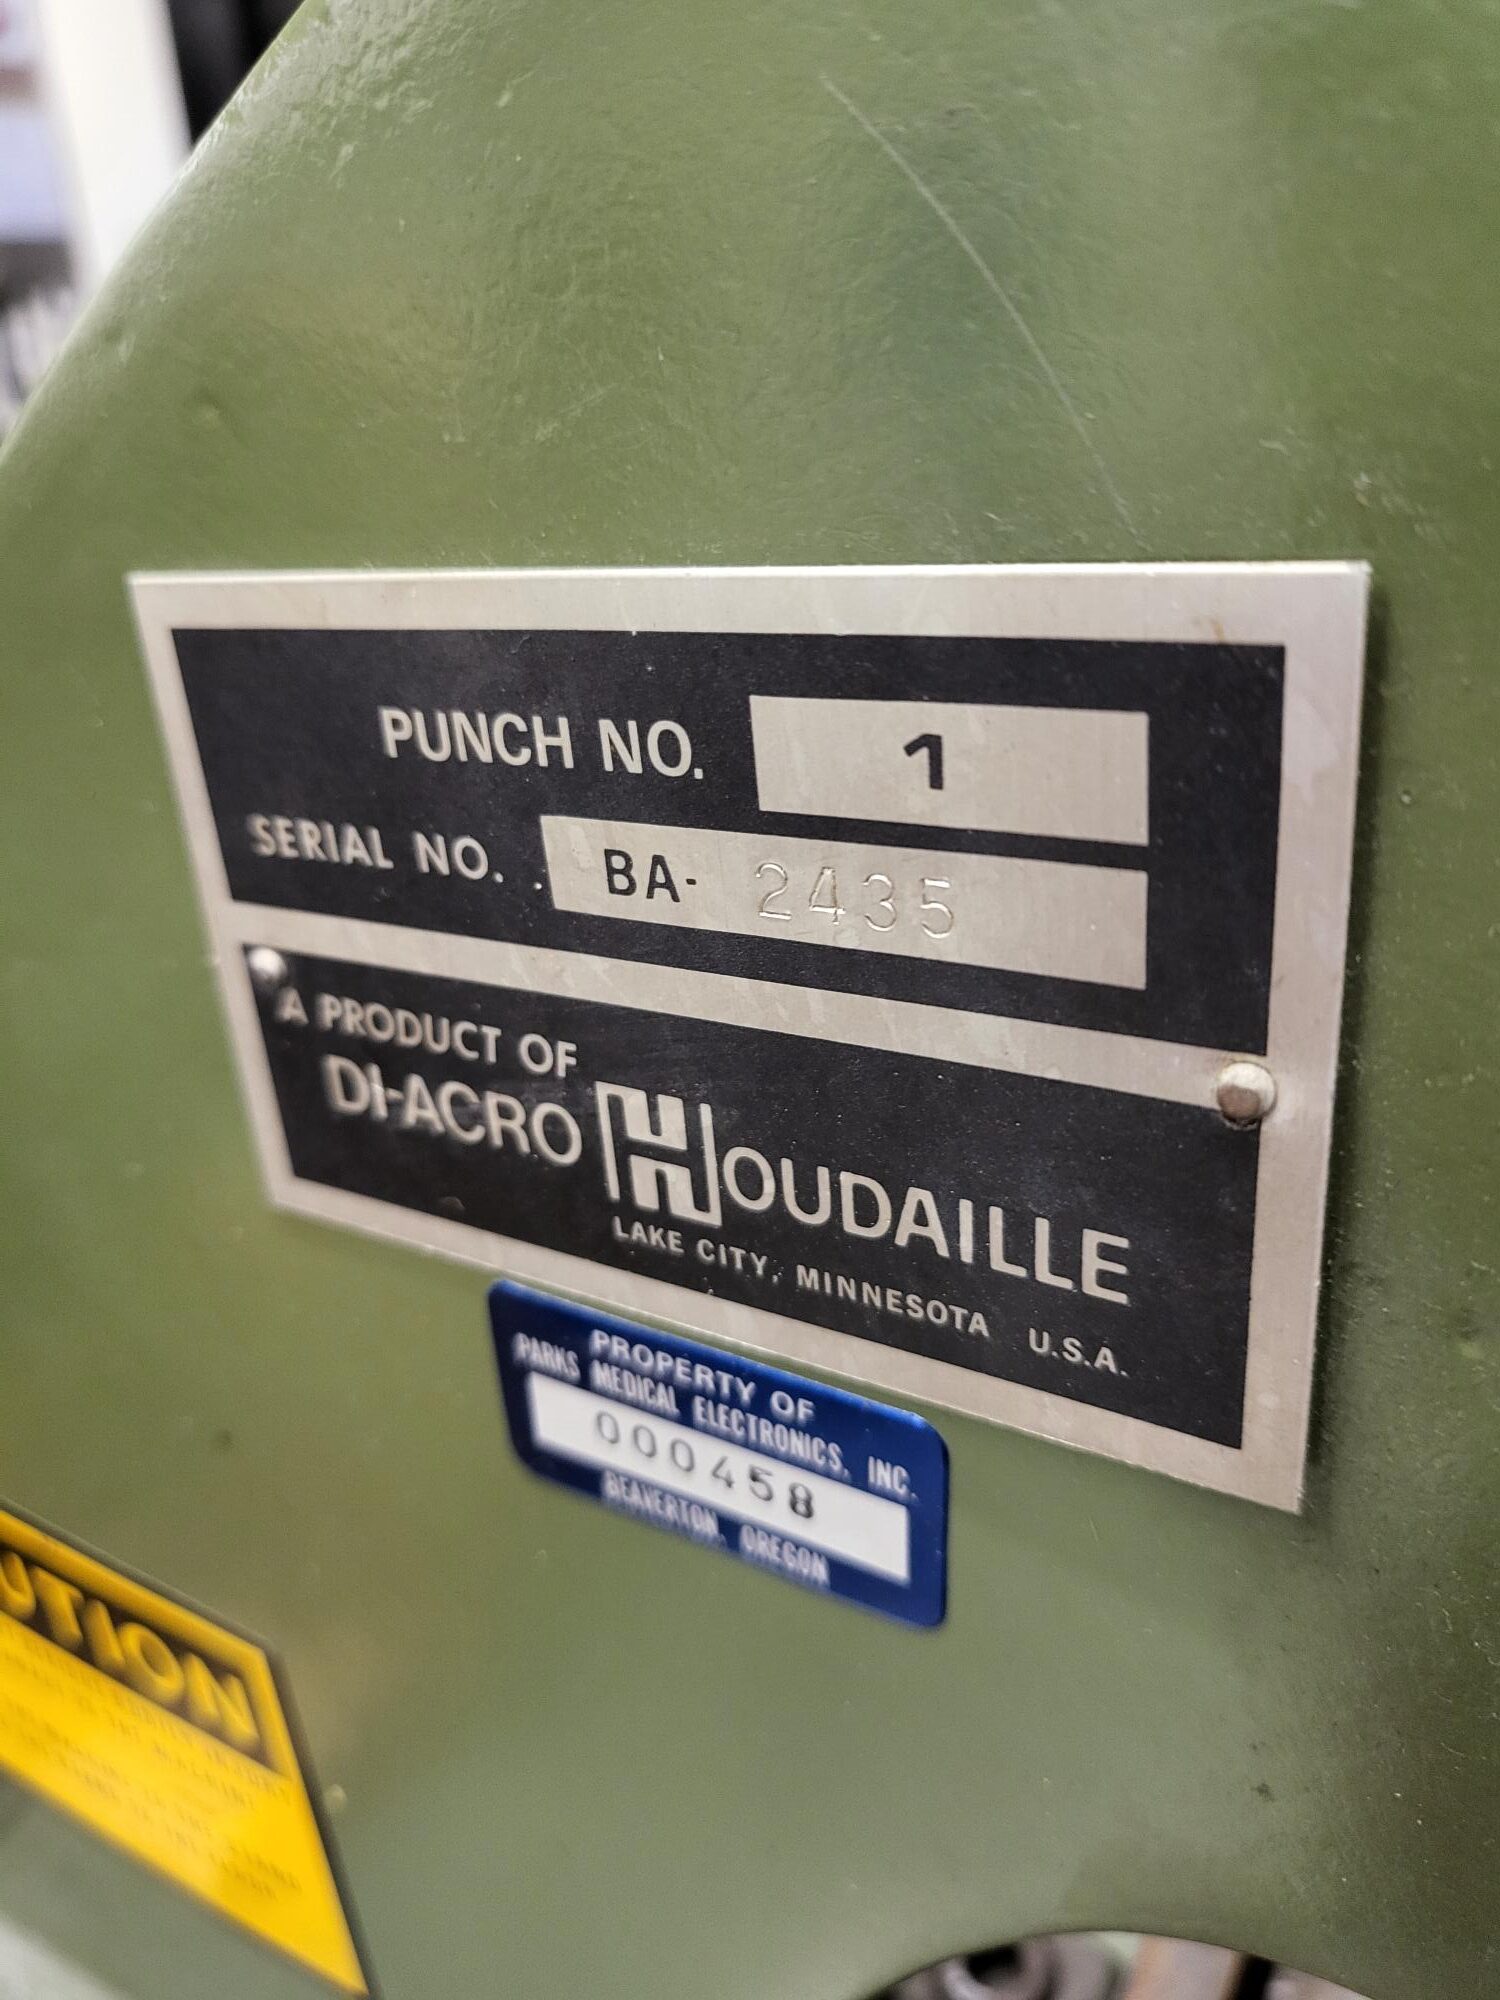 PUNCH NO. 1
SERIAL NO. BA- 2435
A PRODUCT OF
DI-ACRO HOUDAILLE
LAKE CITY, MINNESOTA U.S.A.
PROPERTY OF
PARKS MEDICAL ELECTRONICS, INC.
000458
BEAVERTON, OREGON
UTION